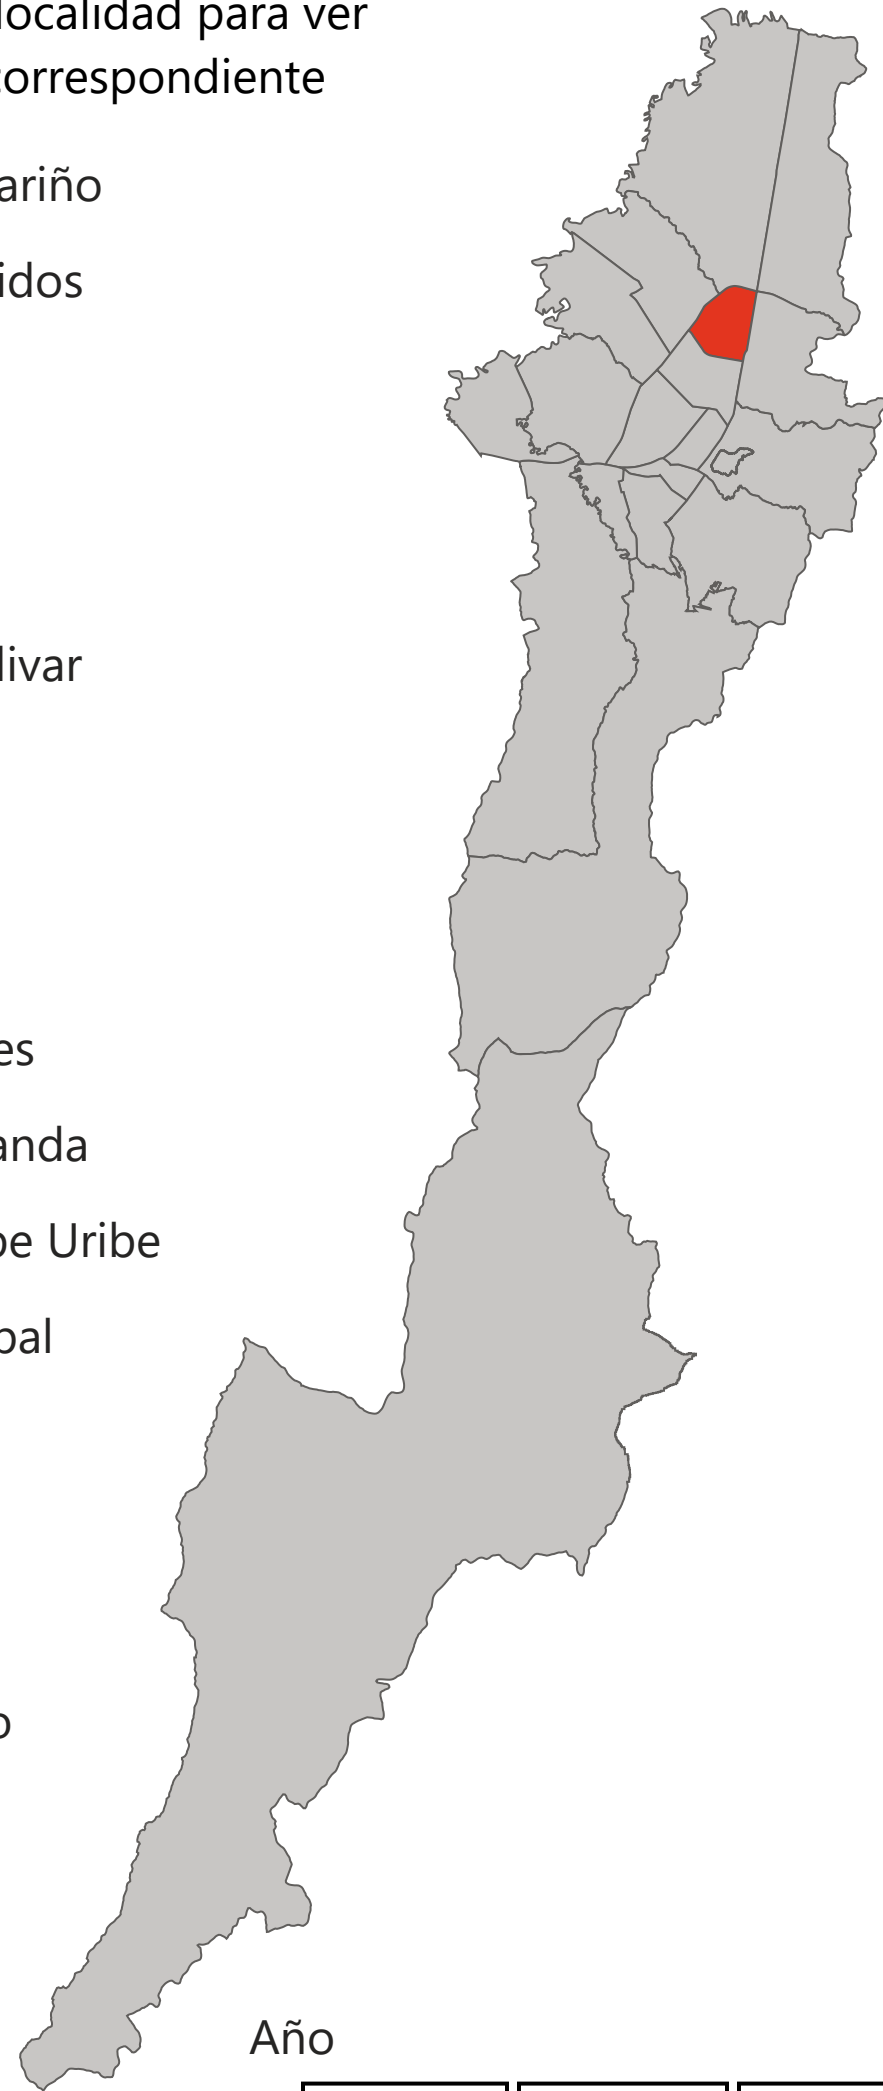 localidad para ver
correspondiente
ariño
idos
livar
es
anda
be Uribe
bal
o
Año